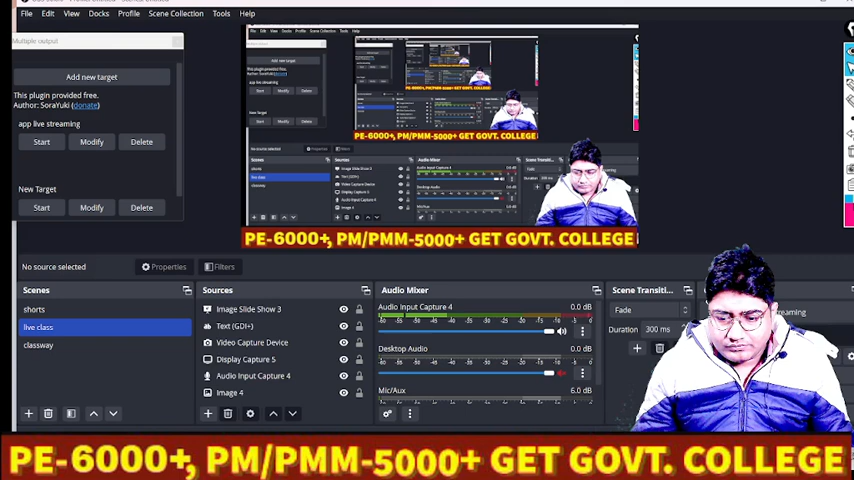 File Edit View Docks Profile Scene Collection Tools Help
Multiple output
Add new target
This plugin provided free.
Author: SoraYuki (donate)
app live streaming
Start Modify Delete
New Target
Start Modify Delete
PE-6000+, PM/PMM-5000+ GET GOVT. COLLEGE
PE-6000+, PM/PMM-5000+ GET GOVT. COLLEGE
No source selected Properties Filters
Scenes
shorts
live class
classway
Sources
Image Slide Show 3
Text (GDI+)
Video Capture Device
Display Capture 5
Audio Input Capture 4
Image 4
Audio Mixer
Audio Input Capture 4 0.0 dB
Desktop Audio 0.0 dB
Mic/Aux 6.0 dB
Scene Transiti...
Fade
Duration 300 ms
PE-6000+, PM/PMM-5000+ GET GOVT. COLLEGE